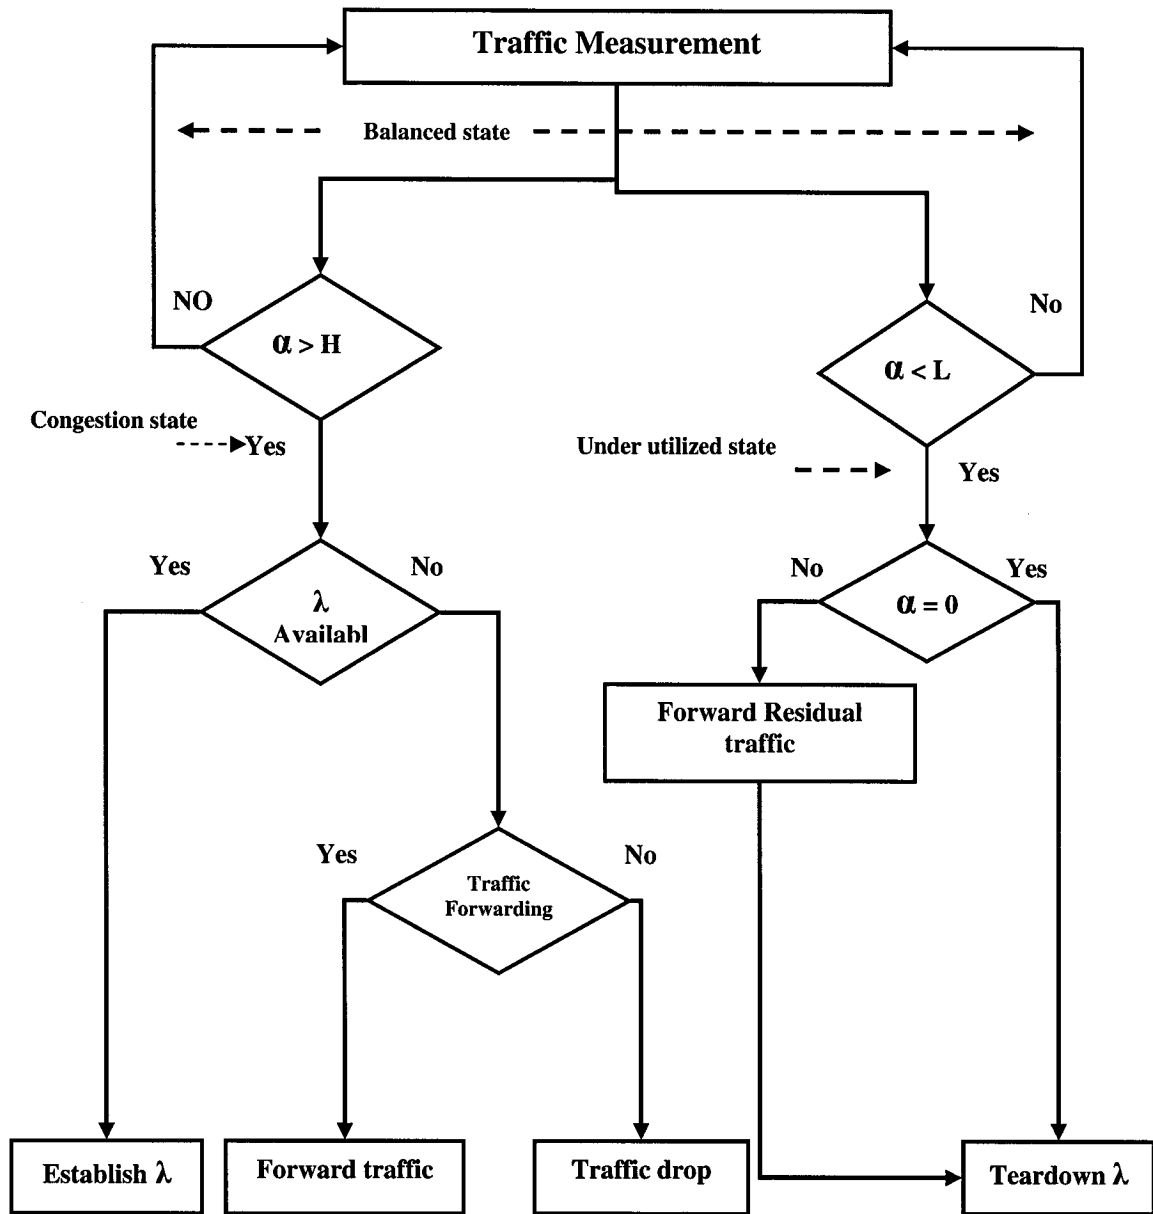 Traffic Measurement
Balanced state
NO
No
α > H
α < L
Congestion state
Yes
Under utilized state
Yes
Yes
No
No
Yes
λ
Availabl
α = 0
Forward Residual
traffic
Yes
No
Traffic
Forwarding
Establish λ
Forward traffic
Traffic drop
Teardown λ